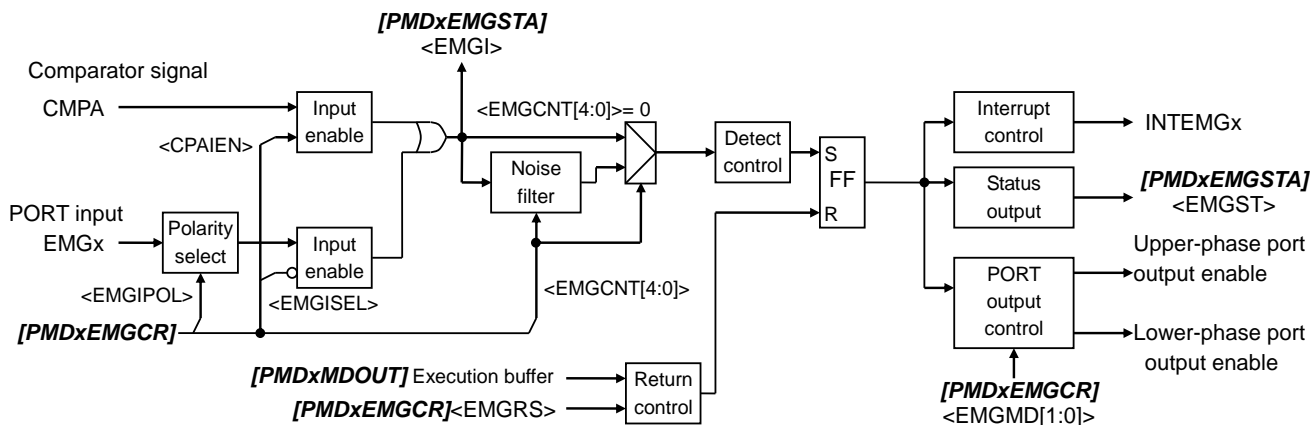 [PMDxEMGSTA]
<EMGI>
Comparator signal
CMPA
Input
enable
<CPAIEN>
<EMGCNT[4:0]>= 0
Noise
filter
Detect
control
S
FF
R
Interrupt
control
INTEMGx
Status
output
[PMDxEMGSTA]
<EMGST>
PORT input
EMGx
Polarity
select
Input
enable
<EMGIPOL>
<EMGISEL>
<EMGCNT[4:0]>
[PMDxEMGCR]
PORT
output
control
Upper-phase port
output enable
Lower-phase port
output enable
[PMDxMDOUT] Execution buffer
[PMDxEMGCR]<EMGRS>
Return
control
[PMDxEMGCR]
<EMGMD[1:0]>